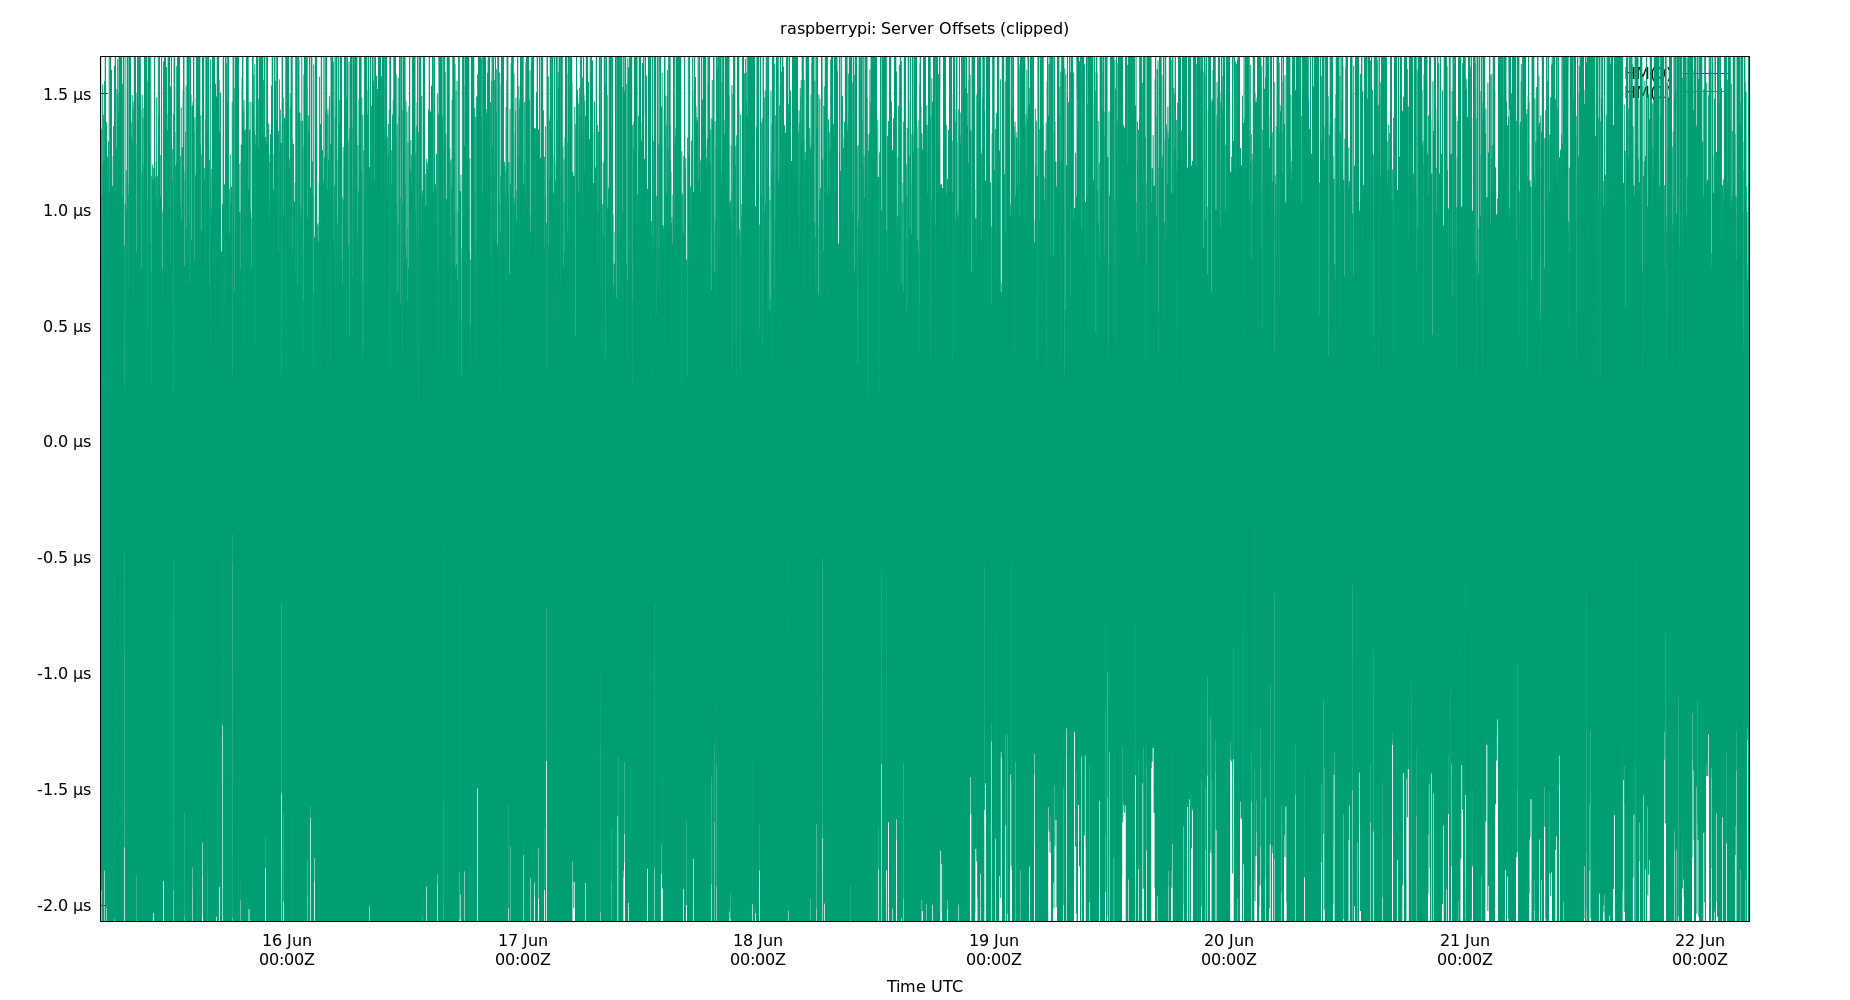 raspberrypi: Server Offsets (clipped)
1.5 µs
1.0 µs
0.5 µs
0.0 µs
-0.5 µs
-1.0 µs
-1.5 µs
-2.0 µs
16 Jun 17 Jun 18 Jun 19 Jun 20 Jun 21 Jun 22 Jun
00:00Z 00:00Z 00:00Z 00:00Z 00:00Z 00:00Z 00:00Z
Time UTC